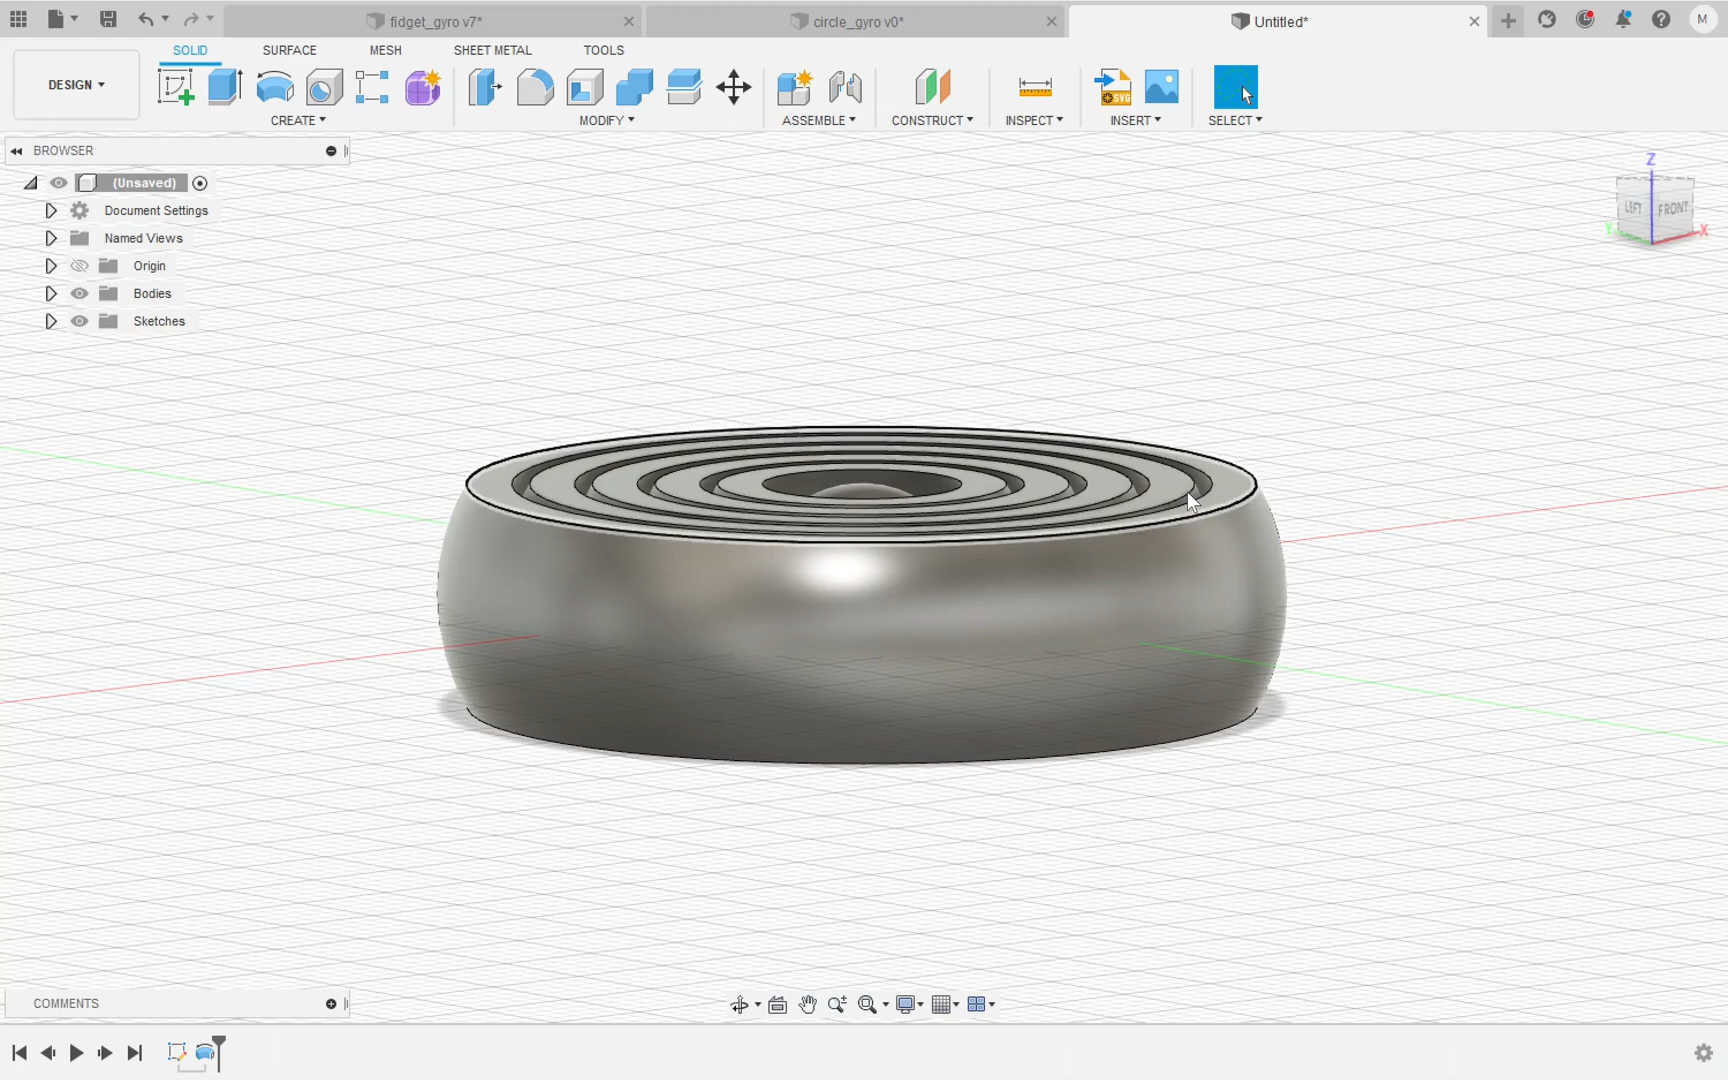 fidget_gyro v7*
circle_gyro v0*
Untitled*
M
SOLID
SURFACE
MESH
SHEET METAL
TOOLS
DESIGN
CREATE
MODIFY
ASSEMBLE
CONSTRUCT
INSPECT
SVG
INSERT
SELECT
BROWSER
(Unsaved)
Document Settings
Named Views
Origin
Bodies
Sketches
Z
LEFT
FRONT
Y
X
COMMENTS